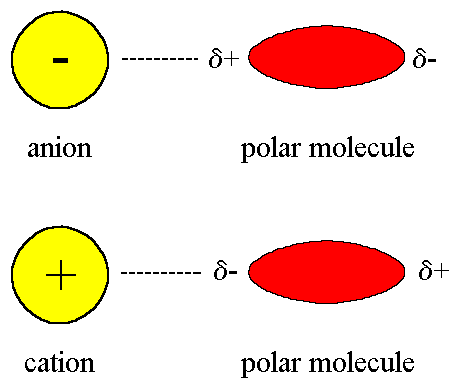 - δ+ δ-
anion polar molecule
+ δ- δ+
cation polar molecule